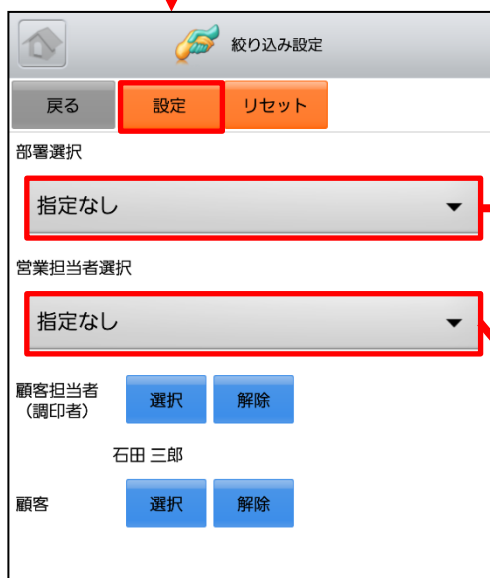 絞り込み設定
戻る 設定 リセット
部署選択
指定なし
営業担当者選択
指定なし
顧客担当者
（調印者） 選択 解除
石田 三郎
顧客 選択 解除